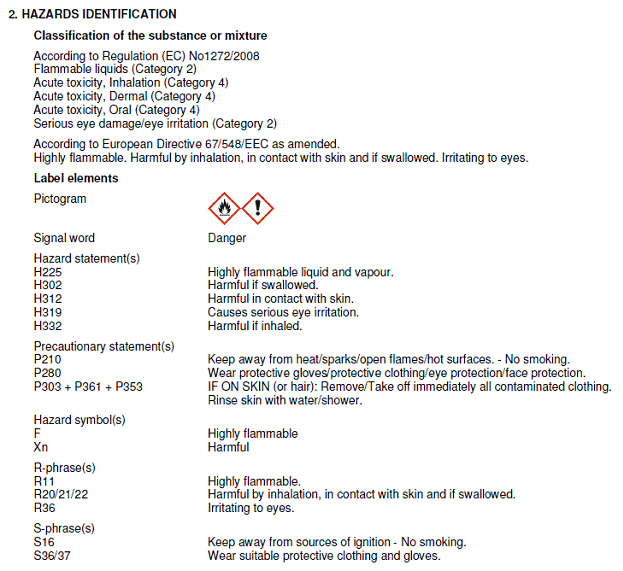 2. HAZARDS IDENTIFICATION
Classification of the substance or mixture
According to Regulation (EC) No1272/2008
Flammable liquids (Category 2)
Acute toxicity, Inhalation (Category 4)
Acute toxicity, Dermal (Category 4)
Acute toxicity, Oral (Category 4)
Serious eye damage/eye irritation (Category 2)
According to European Directive 67/548/EEC as amended.
Highly flammable. Harmful by inhalation, in contact with skin and if swallowed. Irritating to eyes.
Label elements
Pictogram
Signal word Danger
Hazard statement(s)
H225 Highly flammable liquid and vapour.
H302 Harmful if swallowed.
H312 Harmful in contact with skin.
H319 Causes serious eye irritation.
H332 Harmful if inhaled.
Precautionary statement(s)
P210 Keep away from heat/sparks/open flames/hot surfaces. - No smoking.
P280 Wear protective gloves/protective clothing/eye protection/face protection.
P303 + P361 + P353 IF ON SKIN (or hair): Remove/Take off immediately all contaminated clothing.
Rinse skin with water/shower.
Hazard symbol(s)
F Highly flammable
Xn Harmful
R-phrase(s)
R11 Highly flammable.
R20/21/22 Harmful by inhalation, in contact with skin and if swallowed.
R36 Irritating to eyes.
S-phrase(s)
S16 Keep away from sources of ignition - No smoking.
S36/37 Wear suitable protective clothing and gloves.